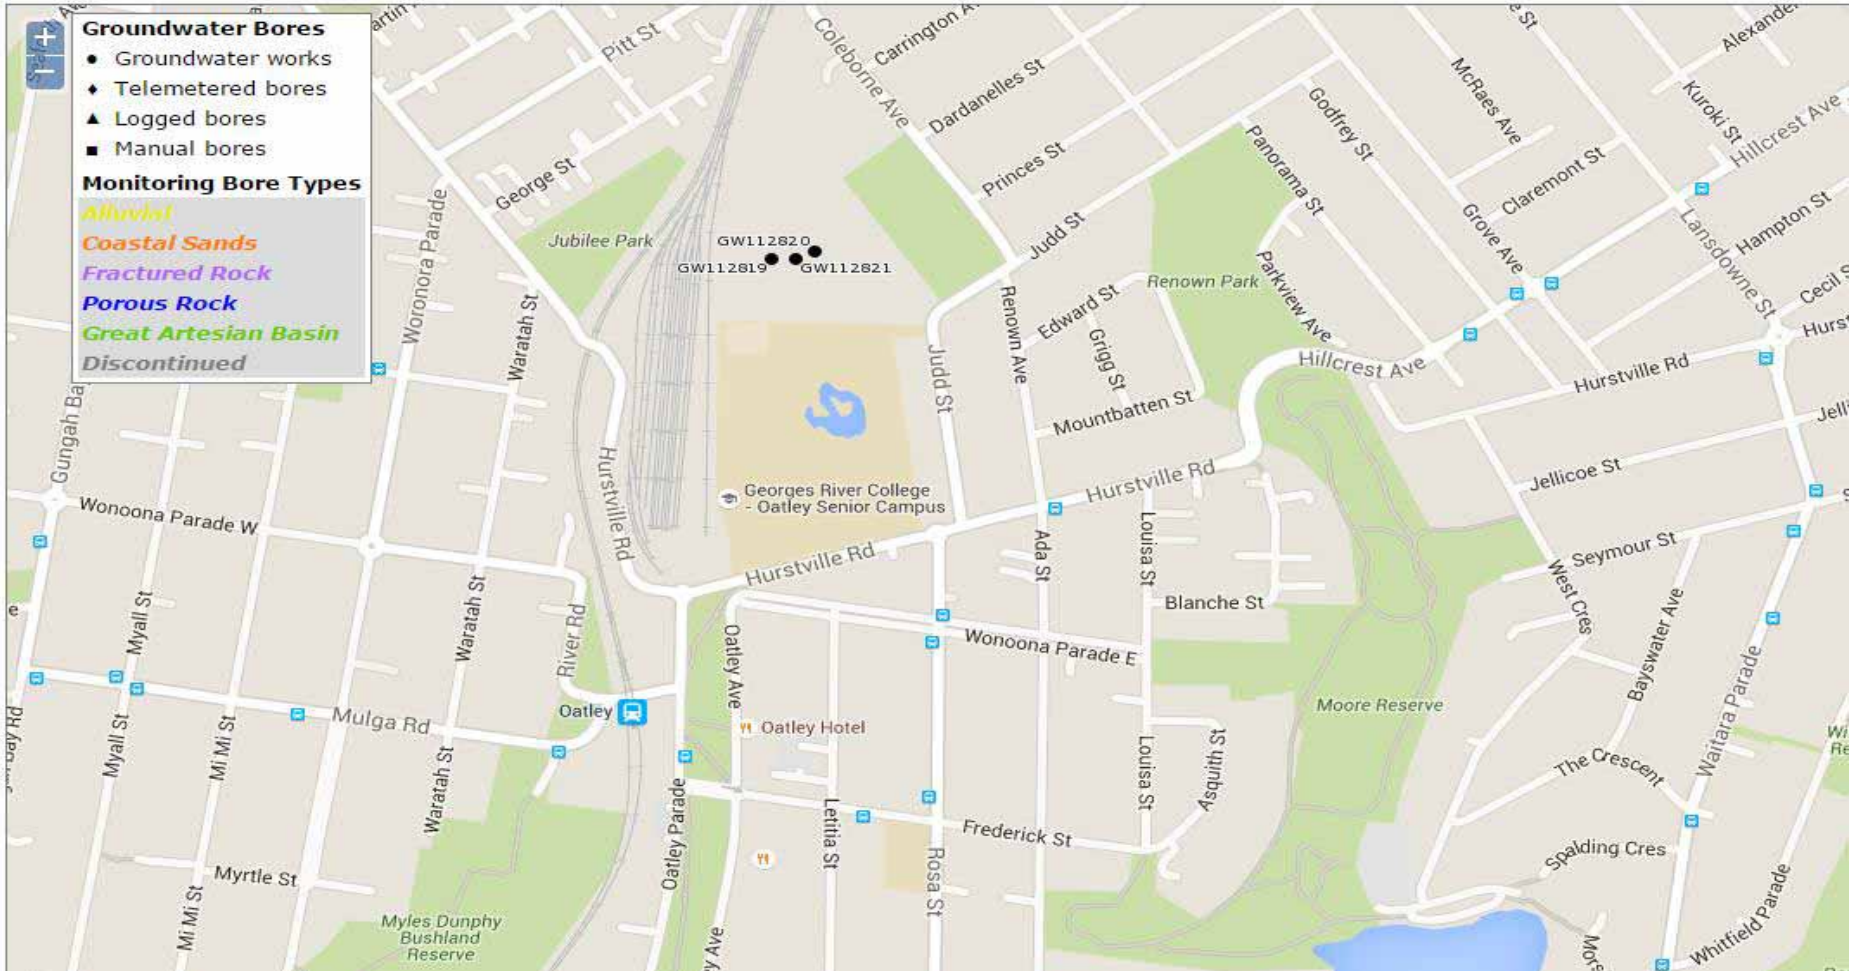 Groundwater Bores
Groundwater works
Telemetered bores
Logged bores
Manual bores
Monitoring Bore Types
Alluvial
Coastal Sands
Fractured Rock
Porous Rock
Great Artesian Basin
Discontinued
Pitt St
Coleborne Ave
Carrington A
Dardanelles St
Princes St
Judd St
George St
Jubilee Park
Woronora Parade
Waratah St
GW112820
GW112819
GW112821
Renown Ave
Edward St
Grigg St
Mountbatten St
Renown Park
Panorama St
Parkview Ave
Godfrey St
McRaes Ave
Grove Ave
Claremont St
Kuroki St
Hillcrest Ave
Hampton St
Lansdowne St
Cecil S
Hurst
Hurstville Rd
Hillcrest Ave
Judd St
Hurstville Rd
Hurstville Rd
Georges River College
- Oatley Senior Campus
Hurstville Rd
Gungah Ba
Wonoona Parade W
Myall St
Waratah St
River Rd
Oatley Ave
Ada St
Louisa St
Blanche St
Wonoona Parade E
Jellicoe St
Jelli
Seymour St
West Cres
Bayswater Ave
Waitara Parade
Moore Reserve
Oatley
Oatley Hotel
Mulga Rd
Myall St
Mi Mi St
Waratah St
Oatley Parade
Letitia St
Frederick St
Rosa St
Louisa St
Asquith St
The Crescent
Spalding Cres
Whitfield Parade
Myrtle St
Mi Mi St
Myles Dunphy
Bushland
Reserve